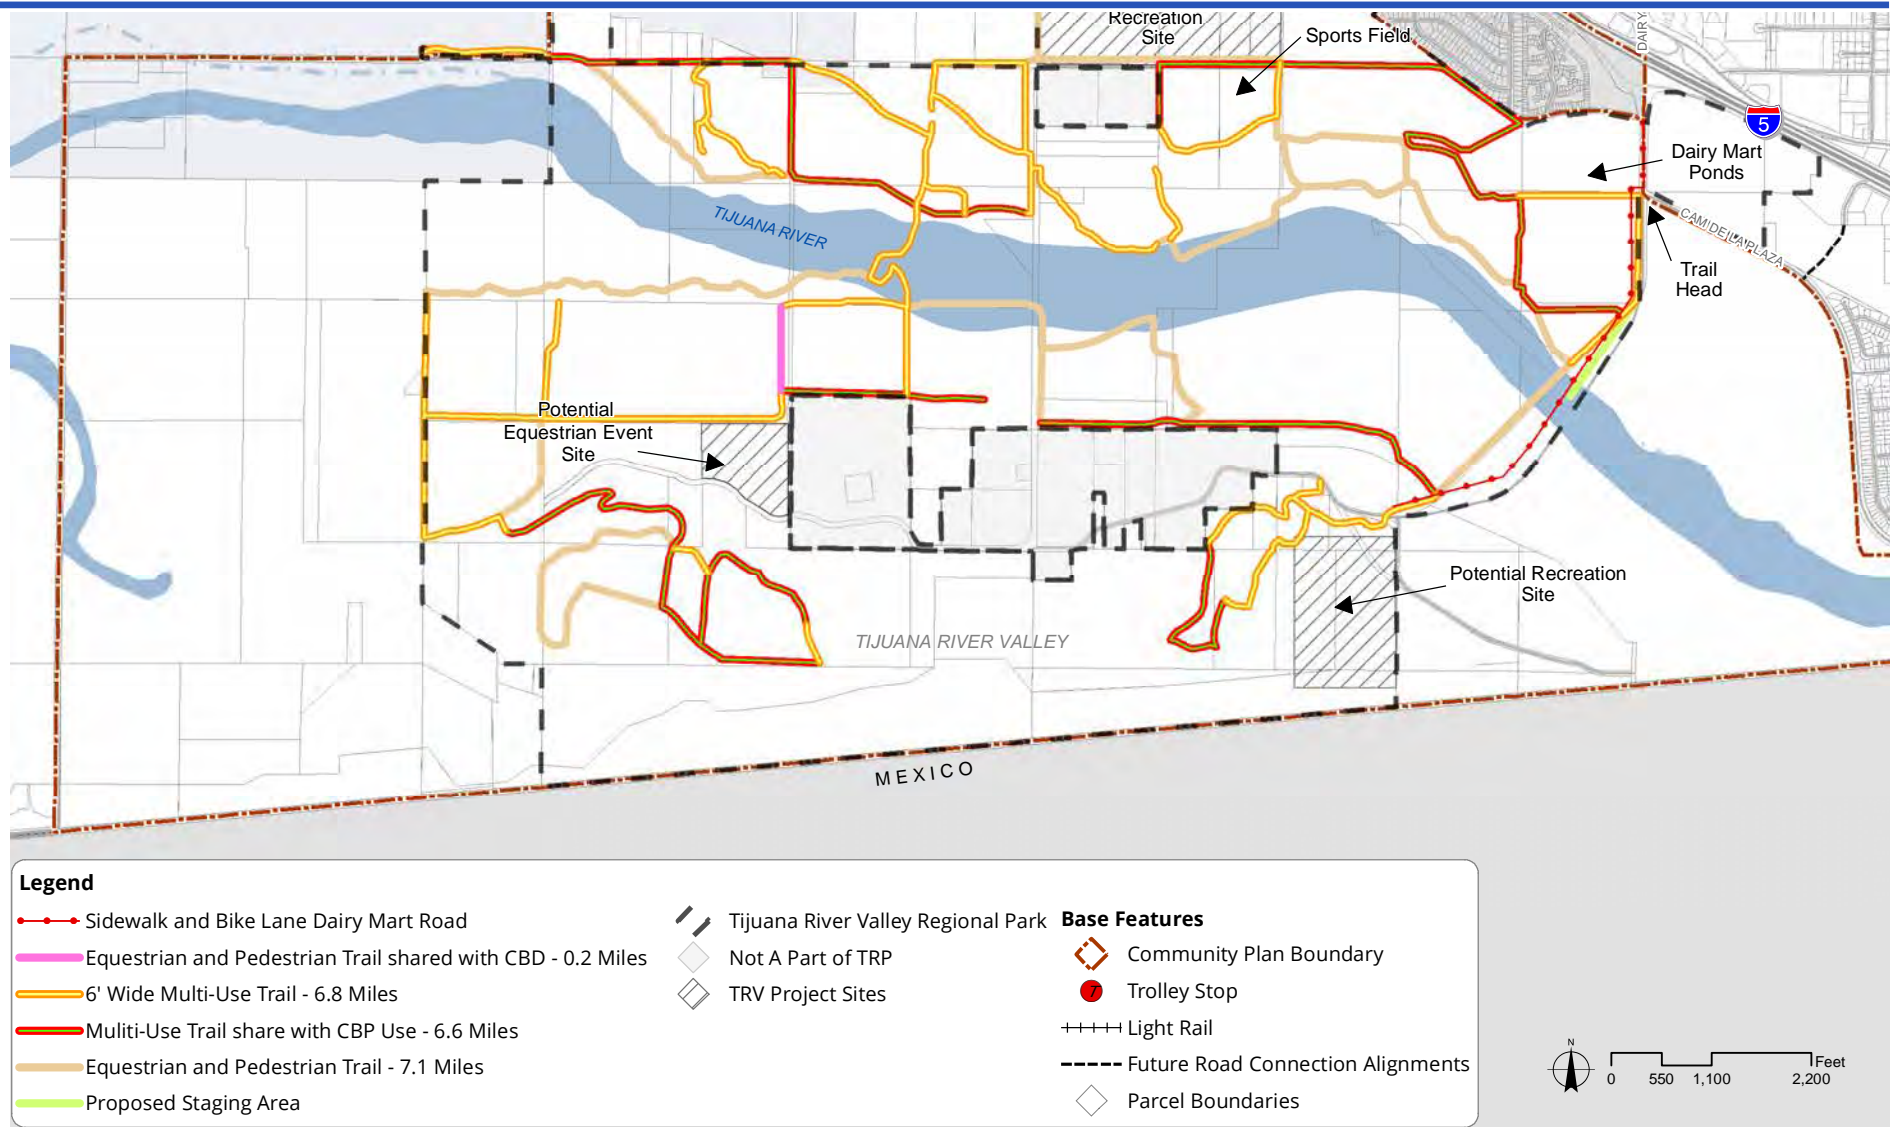 Recreation
Site
Sports Field
DAIRY
5
Dairy Mart
Ponds
TIJUANA RIVER
CAMI DE LA PLAZA
Trail
Head
Potential
Equestrian Event
Site
Potential Recreation
Site
TIJUANA RIVER VALLEY
MEXICO
Legend
Sidewalk and Bike Lane Dairy Mart Road
Equestrian and Pedestrian Trail shared with CBD - 0.2 Miles
6' Wide Multi-Use Trail - 6.8 Miles
Muliti-Use Trail share with CBP Use - 6.6 Miles
Equestrian and Pedestrian Trail - 7.1 Miles
Proposed Staging Area
Tijuana River Valley Regional Park
Not A Part of TRP
TRV Project Sites
Base Features
Community Plan Boundary
T
Trolley Stop
Light Rail
Future Road Connection Alignments
Parcel Boundaries
N
Feet
0 550 1,100 2,200